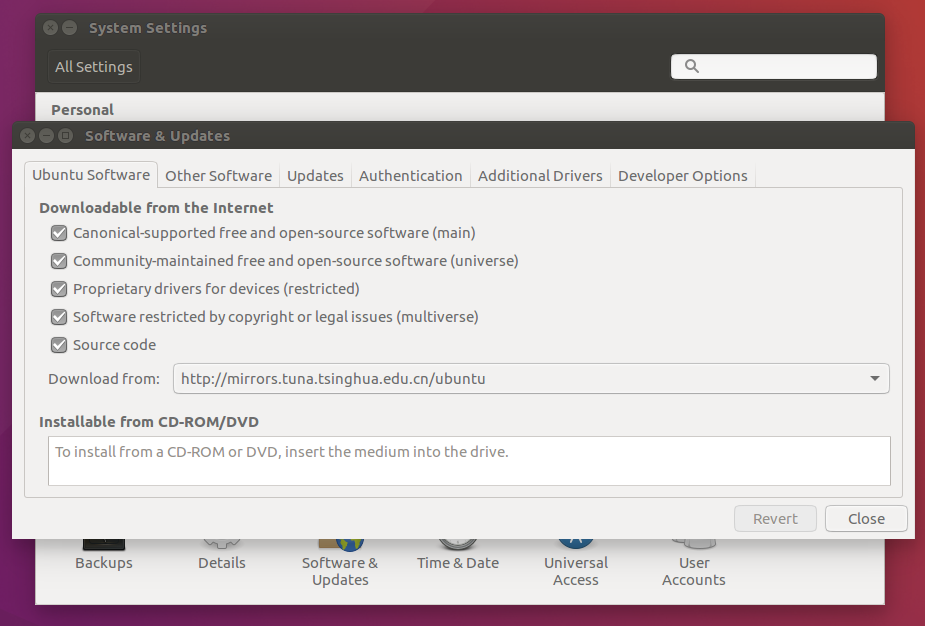 System Settings
All Settings
Personal
Software & Updates
Ubuntu Software
Other Software
Updates
Authentication
Additional Drivers
Developer Options
Downloadable from the Internet
Canonical-supported free and open-source software (main)
Community-maintained free and open-source software (universe)
Proprietary drivers for devices (restricted)
Software restricted by copyright or legal issues (multiverse)
Source code
Download from: http://mirrors.tuna.tsinghua.edu.cn/ubuntu
Installable from CD-ROM/DVD
To install from a CD-ROM or DVD, insert the medium into the drive.
Revert
Close
Backups
Details
Software &
Updates
Time & Date
Universal
Access
User
Accounts